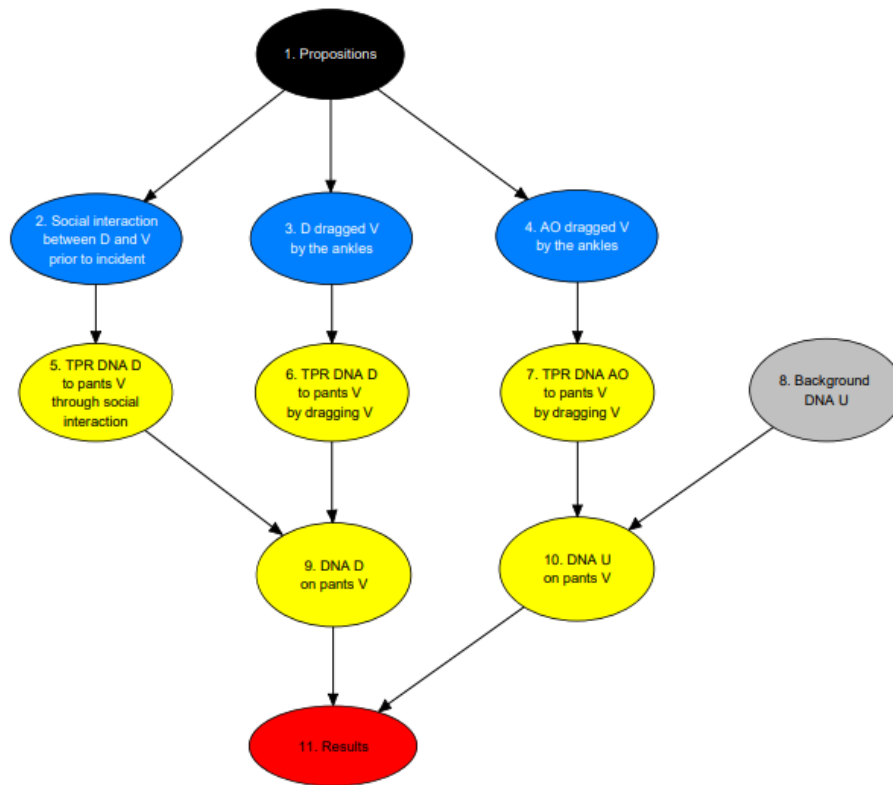 1. Propositions
2. Social interaction
between D and V
prior to incident
3. D dragged V
by the ankles
4. AO dragged V
by the ankles
5. TPR DNA D
to pants V
through social
interaction
6. TPR DNA D
to pants V
by dragging V
7. TPR DNA AO
to pants V
by dragging V
8. Background
DNA U
9. DNA D
on pants V
10. DNA U
on pants V
11. Results